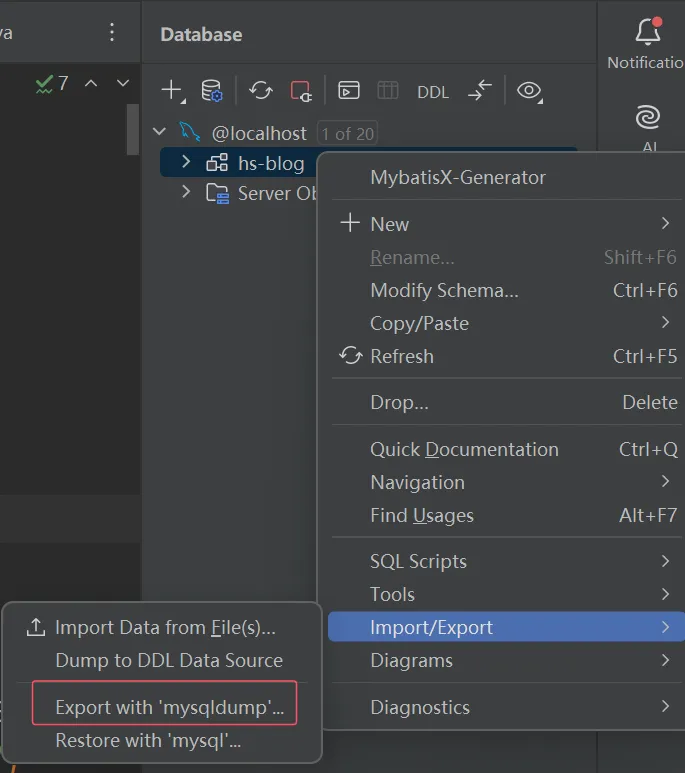 va
Database
7
DDL
Notificatio
AI
@localhost 1 of 20
hs-blog
Server Ob
MybatisX-Generator
New
Rename... Shift+F6
Modify Schema... Ctrl+F6
Copy/Paste
Refresh Ctrl+F5
Drop... Delete
Quick Documentation Ctrl+Q
Navigation
Find Usages Alt+F7
SQL Scripts
Tools
Import/Export
Diagrams
Diagnostics
Import Data from File(s)...
Dump to DDL Data Source
Export with 'mysqldump'...
Restore with 'mysql'...